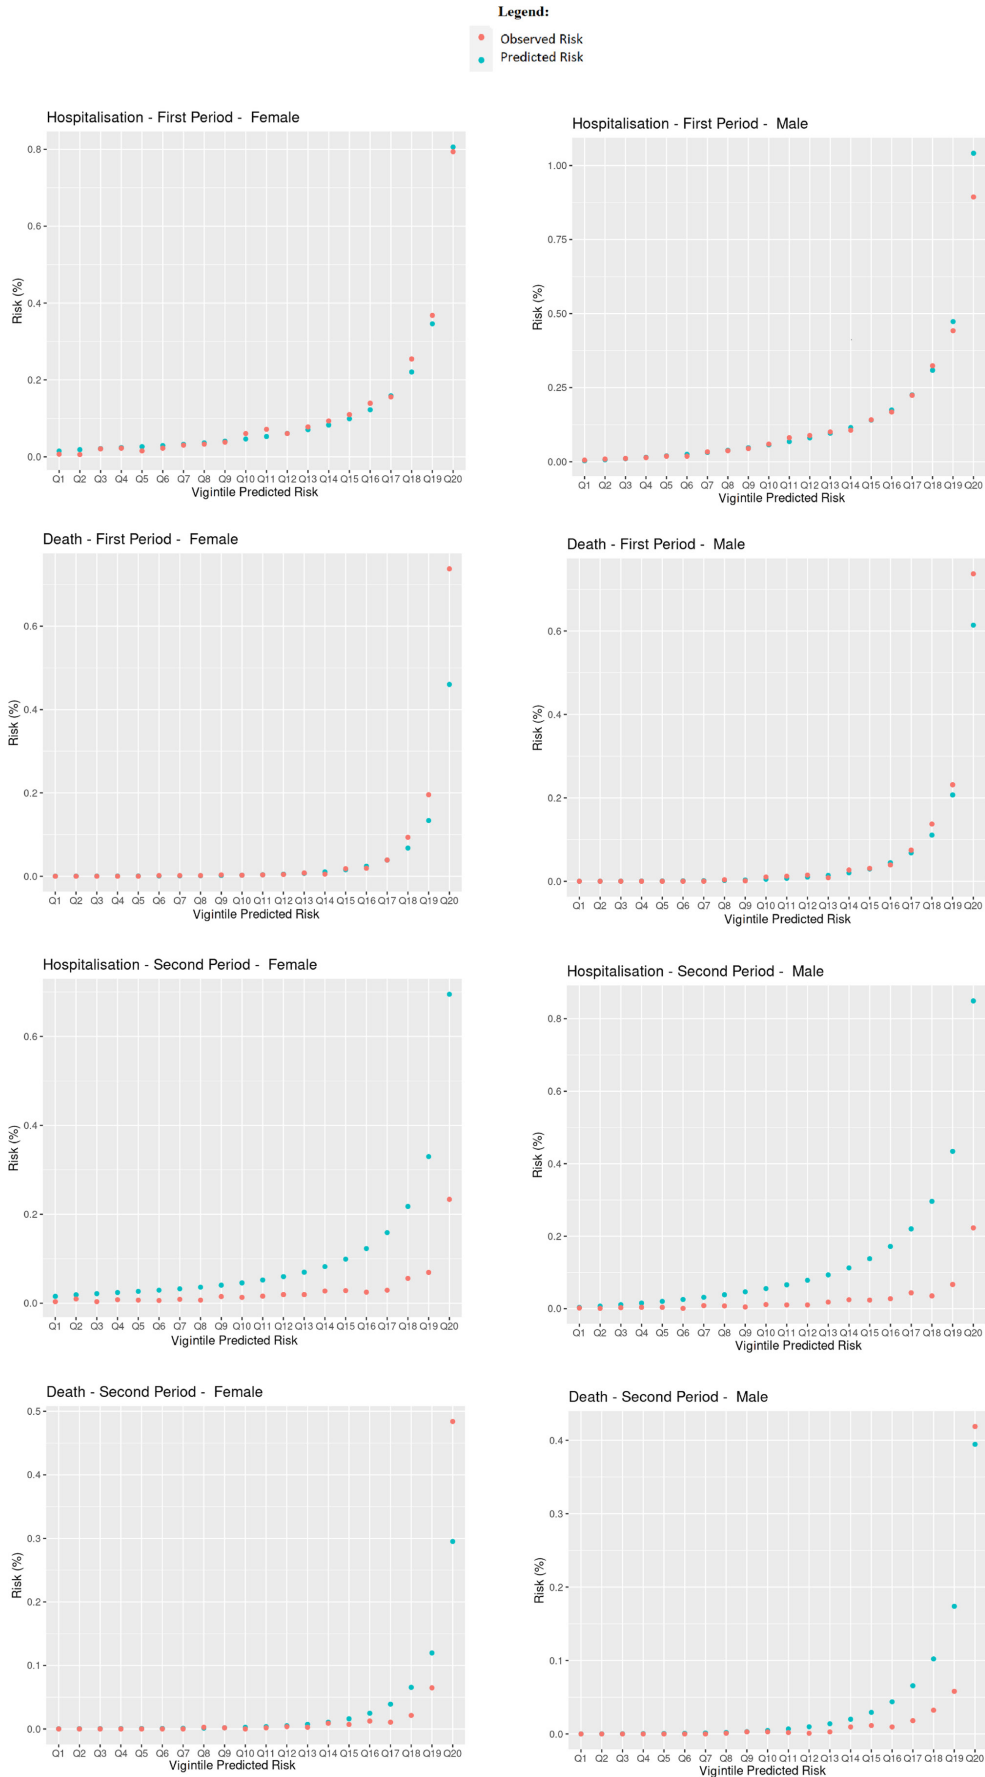 Legend:
Observed Risk
Predicted Risk
Hospitalisation - First Period - Female
Risk (%)
0.8
0.6
0.4
0.2
0.0
Q1 Q2 Q3 Q4 Q5 Q6 Q7 Q8 Q9 Q10 Q11 Q12 Q13 Q14 Q15 Q16 Q17 Q18 Q19 Q20
Vigintile Predicted Risk
Hospitalisation - First Period - Male
Risk (%)
1.00
0.75
0.50
0.25
0.00
Q1 Q2 Q3 Q4 Q5 Q6 Q7 Q8 Q9 Q10 Q11 Q12 Q13 Q14 Q15 Q16 Q17 Q18 Q19 Q20
Vigintile Predicted Risk
Death - First Period - Female
Risk (%)
0.6
0.4
0.2
0.0
Q1 Q2 Q3 Q4 Q5 Q6 Q7 Q8 Q9 Q10 Q11 Q12 Q13 Q14 Q15 Q16 Q17 Q18 Q19 Q20
Vigintile Predicted Risk
Death - First Period - Male
Risk (%)
0.6
0.4
0.2
0.0
Q1 Q2 Q3 Q4 Q5 Q6 Q7 Q8 Q9 Q10 Q11 Q12 Q13 Q14 Q15 Q16 Q17 Q18 Q19 Q20
Vigintile Predicted Risk
Hospitalisation - Second Period - Female
Risk (%)
0.6
0.4
0.2
0.0
Q1 Q2 Q3 Q4 Q5 Q6 Q7 Q8 Q9 Q10 Q11 Q12 Q13 Q14 Q15 Q16 Q17 Q18 Q19 Q20
Vigintile Predicted Risk
Hospitalisation - Second Period - Male
Risk (%)
0.8
0.6
0.4
0.2
0.0
Q1 Q2 Q3 Q4 Q5 Q6 Q7 Q8 Q9 Q10 Q11 Q12 Q13 Q14 Q15 Q16 Q17 Q18 Q19 Q20
Vigintile Predicted Risk
Death - Second Period - Female
Risk (%)
0.5
0.4
0.3
0.2
0.1
0.0
Q1 Q2 Q3 Q4 Q5 Q6 Q7 Q8 Q9 Q10 Q11 Q12 Q13 Q14 Q15 Q16 Q17 Q18 Q19 Q20
Vigintile Predicted Risk
Death - Second Period - Male
Risk (%)
0.4
0.3
0.2
0.1
0.0
Q1 Q2 Q3 Q4 Q5 Q6 Q7 Q8 Q9 Q10 Q11 Q12 Q13 Q14 Q15 Q16 Q17 Q18 Q19 Q20
Vigintile Predicted Risk